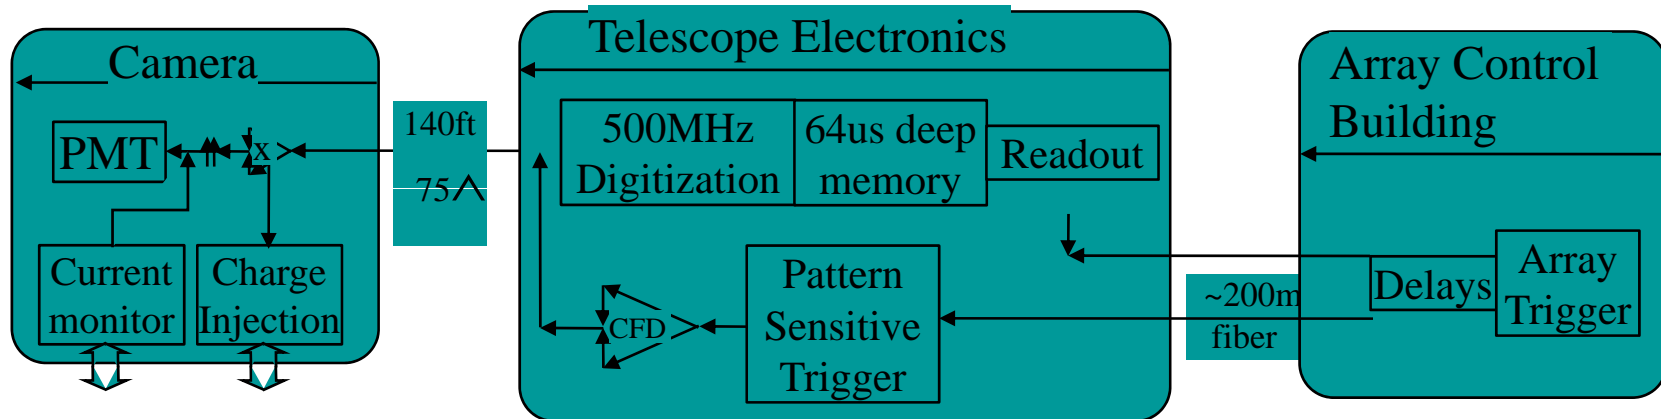 Camera
PMT
x
Current
monitor
Charge
Injection
140ft
75
Telescope Electronics
500MHz
Digitization
64us deep
memory
Readout
CFD
Pattern
Sensitive
Trigger
~200m
fiber
Array Control
Building
Delays
Array
Trigger